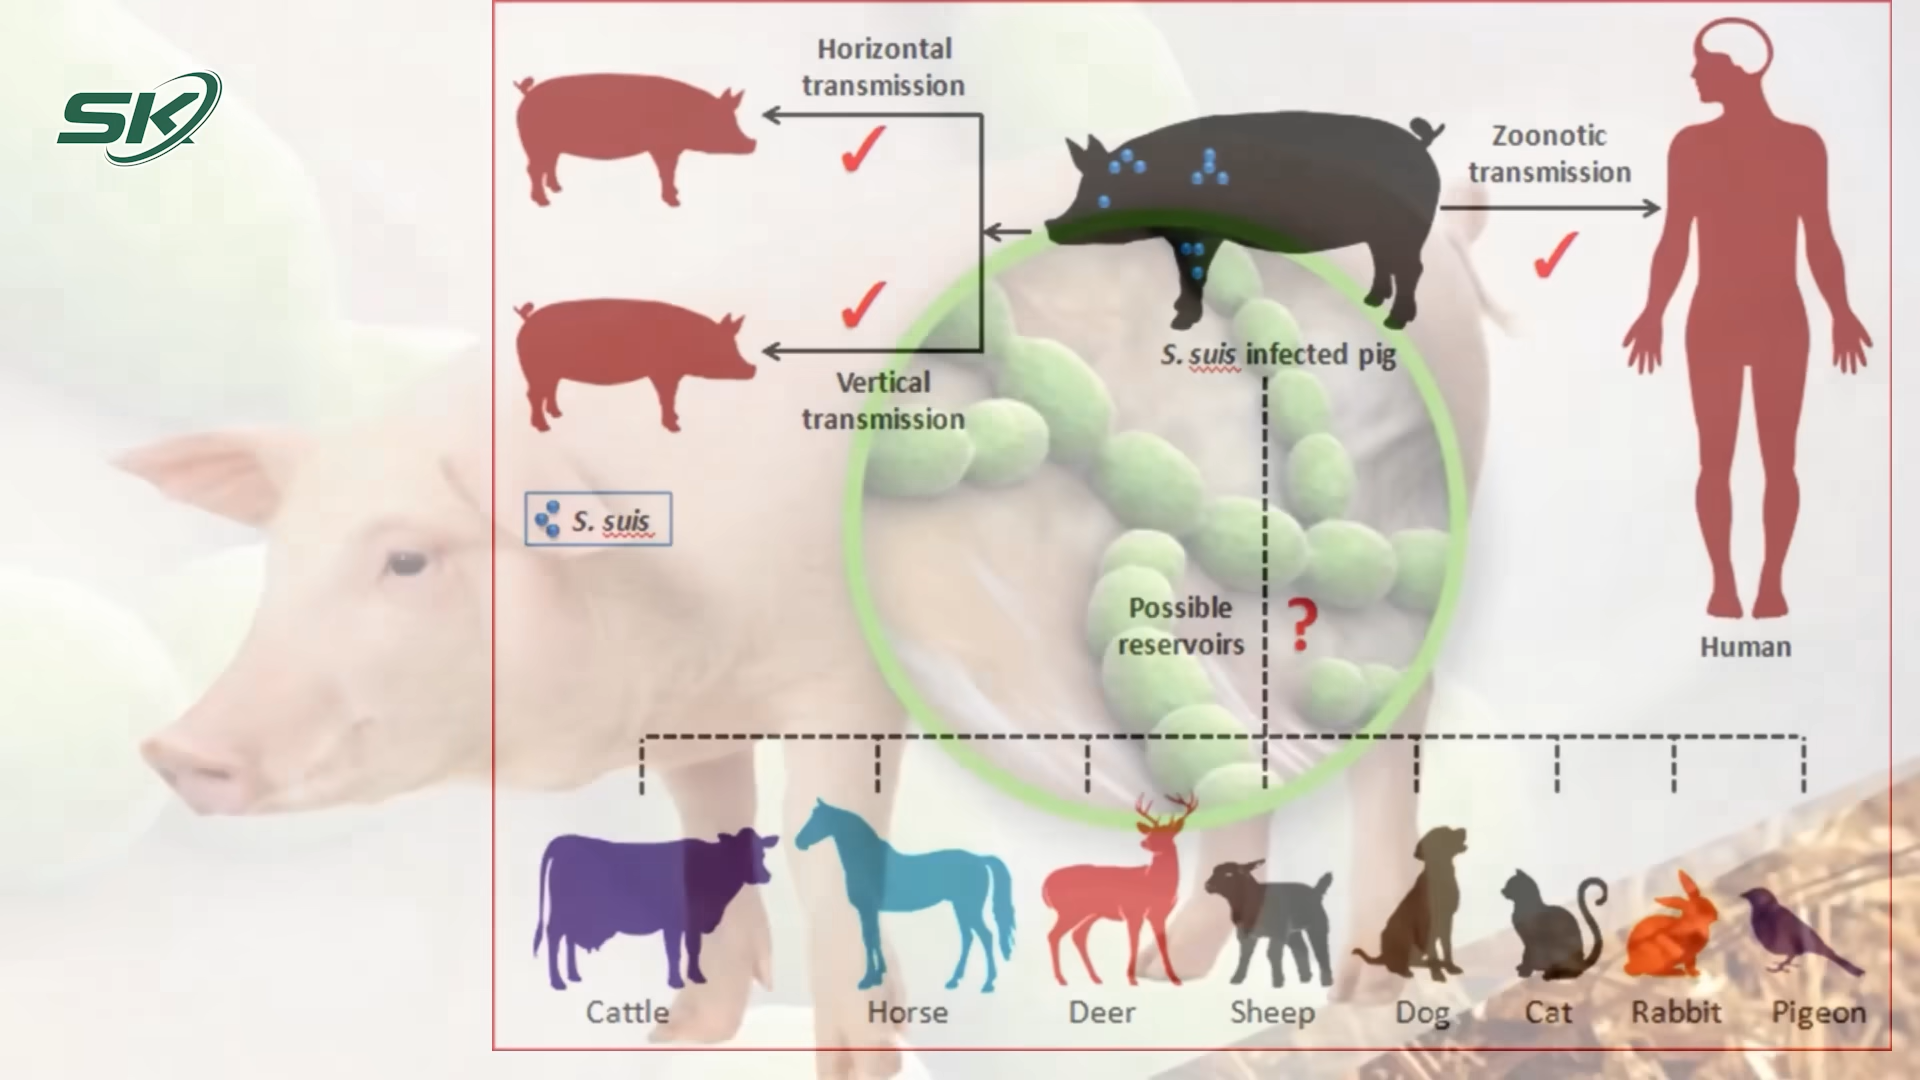 SK
Horizontal
transmission
Zoonotic
transmission
S. suis infected pig
Vertical
transmission
S. suis
Possible
reservoirs
?
Human
Cattle
Horse
Deer
Sheep
Dog
Cat
Rabbit
Pigeon